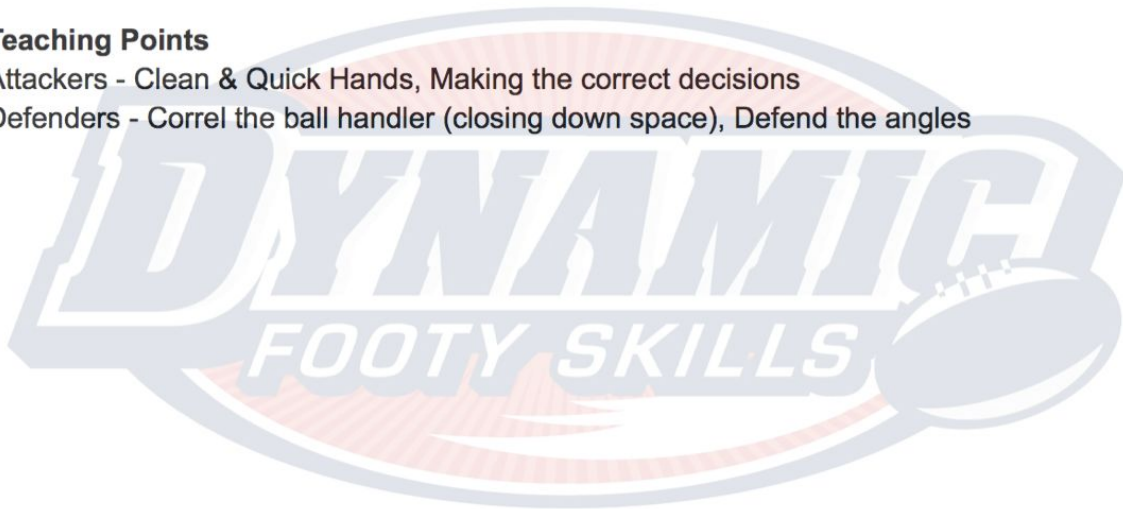 Teaching Points
Attackers - Clean & Quick Hands, Making the correct decisions
Defenders - Correl the ball handler (closing down space), Defend the angles
DYNAMIC
FOOTY SKILLS